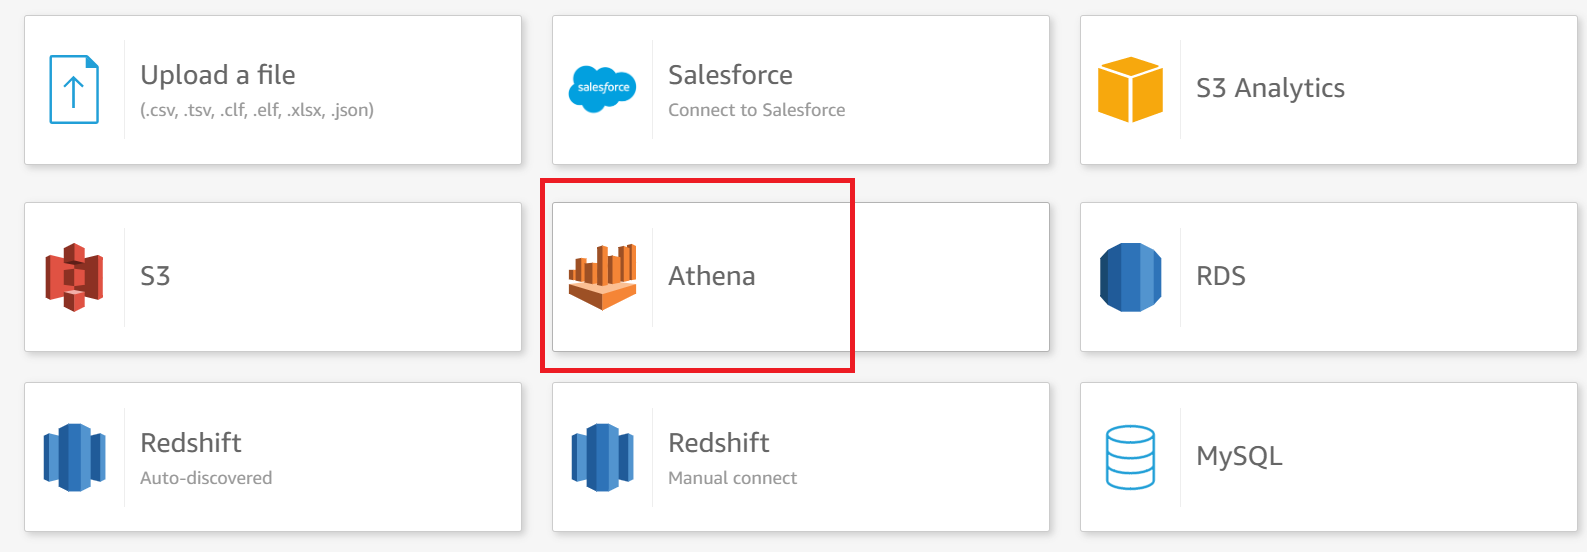 Upload a file
(.csv, .tsv, .clf, .elf, .xlsx, .json)
salesforce
Salesforce
Connect to Salesforce
S3 Analytics
S3
Athena
RDS
Redshift
Auto-discovered
Redshift
Manual connect
MySQL